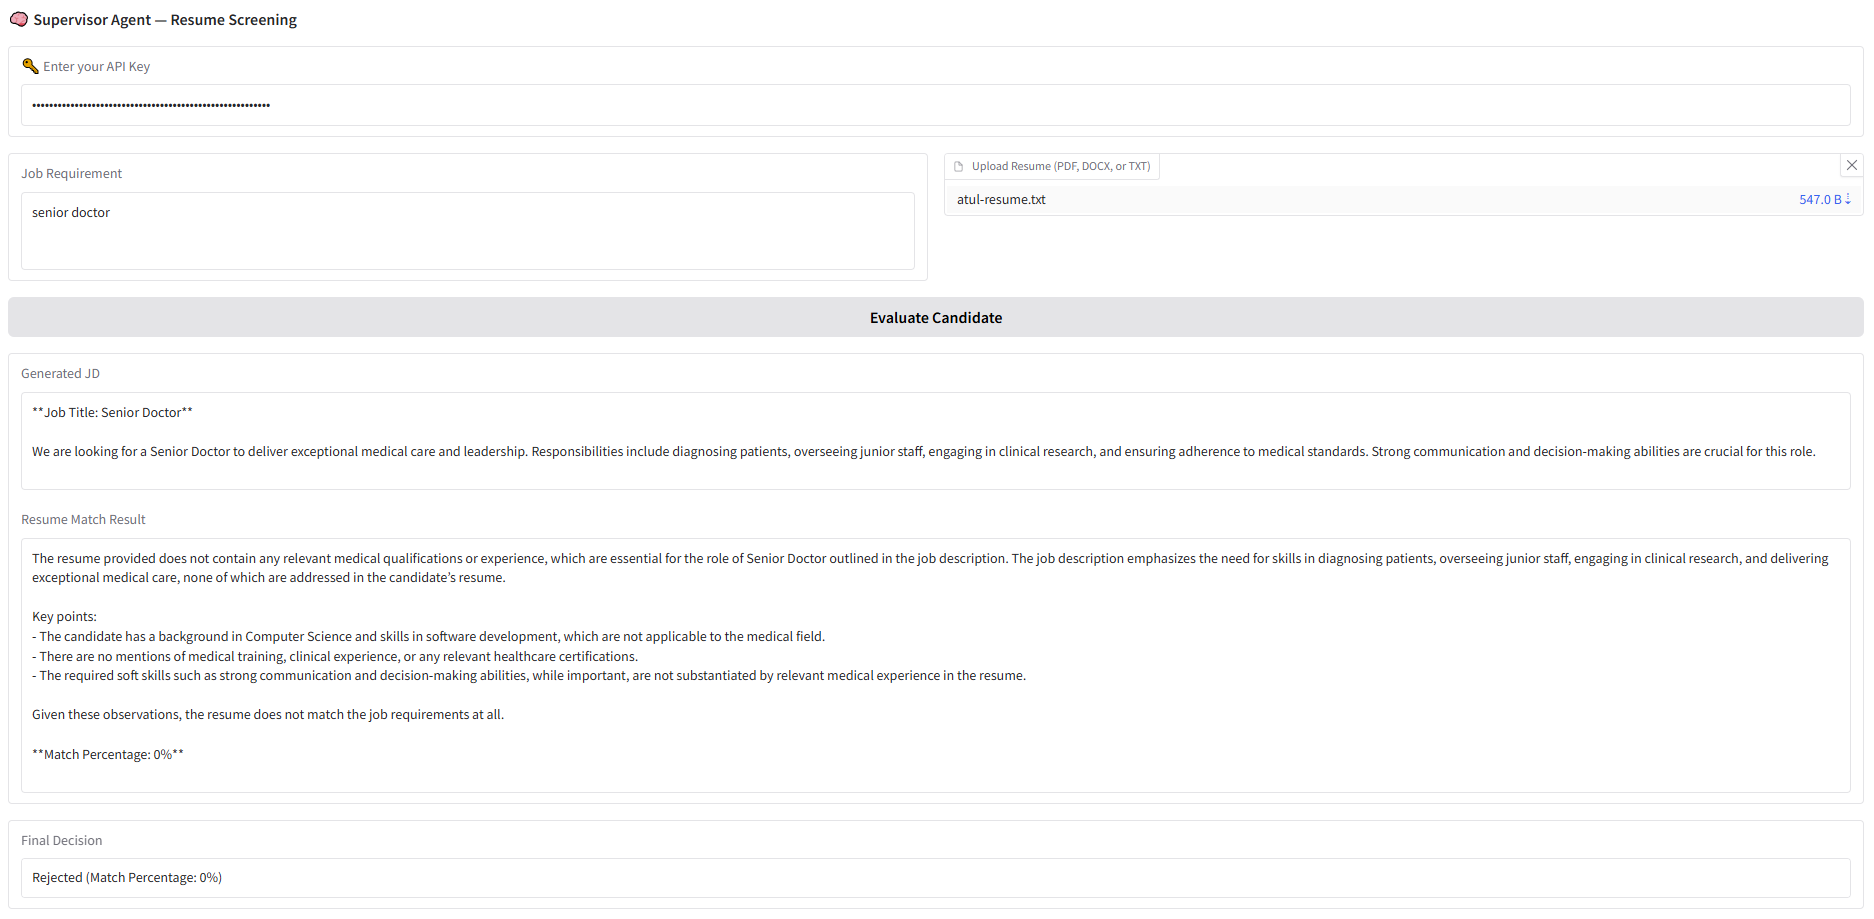 🧠 Supervisor Agent — Resume Screening
🔑 Enter your API Key
••••••••••••••••••••••••••••••••••••••••••••••••••••••••
Job Requirement
senior doctor
Upload Resume (PDF, DOCX, or TXT)
atul-resume.txt 547.0 B ⇣
Evaluate Candidate
Generated JD
**Job Title: Senior Doctor**
We are looking for a Senior Doctor to deliver exceptional medical care and leadership. Responsibilities include diagnosing patients, overseeing junior staff, engaging in clinical research, and ensuring adherence to medical standards. Strong communication and decision-making abilities are crucial for this role.
Resume Match Result
The resume provided does not contain any relevant medical qualifications or experience, which are essential for the role of Senior Doctor outlined in the job description. The job description emphasizes the need for skills in diagnosing patients, overseeing junior staff, engaging in clinical research, and delivering
exceptional medical care, none of which are addressed in the candidate’s resume.
Key points:
- The candidate has a background in Computer Science and skills in software development, which are not applicable to the medical field.
- There are no mentions of medical training, clinical experience, or any relevant healthcare certifications.
- The required soft skills such as strong communication and decision-making abilities, while important, are not substantiated by relevant medical experience in the resume.
Given these observations, the resume does not match the job requirements at all.
**Match Percentage: 0%**
Final Decision
Rejected (Match Percentage: 0%)